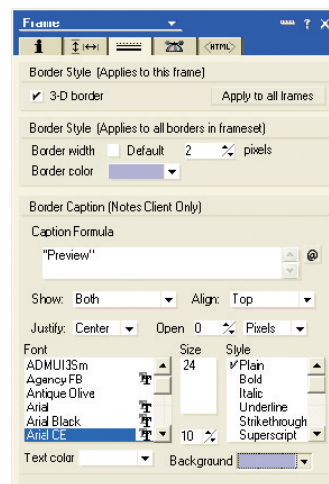 Frame ?
i <HTML>
Border Style (Applies to this frame)
3-D border Apply to all frames
Border Style (Applies to all borders in frameset)
Border width Default 2 pixels
Border color
Border Caption (Notes Client Only)
Caption Formula
"Preview" @
Show: Both Align: Top
Justify: Center Open 0 Pixels
Font Size Style
ADMUI3Sm 24 Plain
Agency FB Bold
Antique Olive Italic
Arial Underline
Arial Black Strikethrough
Arial CE 10 Superscript
Text color Background